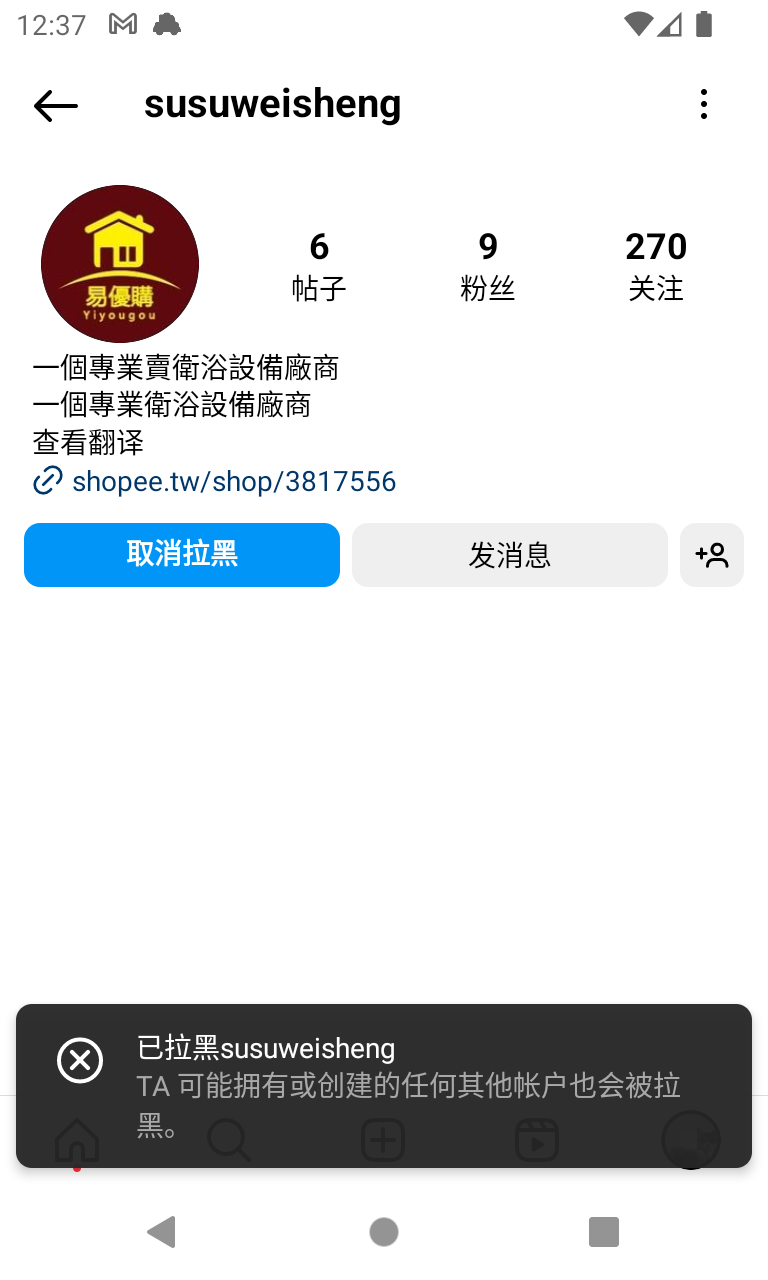 12:37
susuweisheng
易優購
Yiyougou
6
帖子
9
粉丝
270
关注
一個專業賣衛浴設備廠商
一個專業衛浴設備廠商
查看翻译
shopee.tw/shop/3817556
取消拉黑
发消息
已拉黑susuweisheng
TA 可能拥有或创建的任何其他帐户也会被拉
黑。